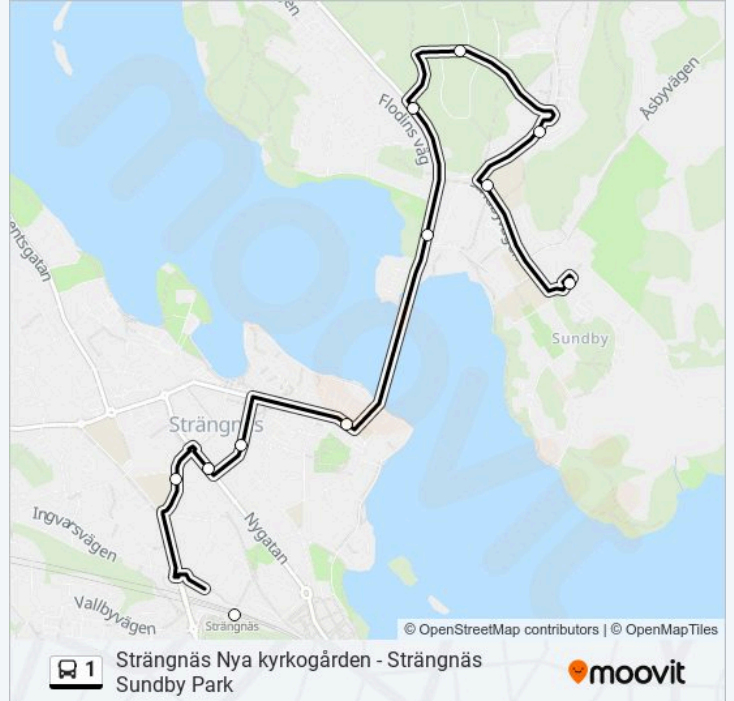 Åsbyvägen
Flodins väg
entsgatan
Sundby
Strängnäs
Nygatan
Ingvarsvägen
Vallbyvägen
Strängnäs
© OpenStreetMap contributors | © OpenMapTiles
1
Strängnäs Nya kyrkogården - Strängnäs
Sundby Park
moovit